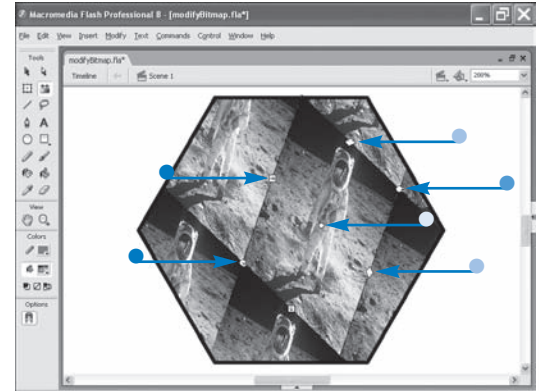 Macromedia Flash Professional 8 - [modifyBitmap.fla*]
File Edit View Insert Modify Text Commands Control Window Help
Tools
modifyBitmap.fla*
Timeline Scene 1 200%
A
View
Colors
Options